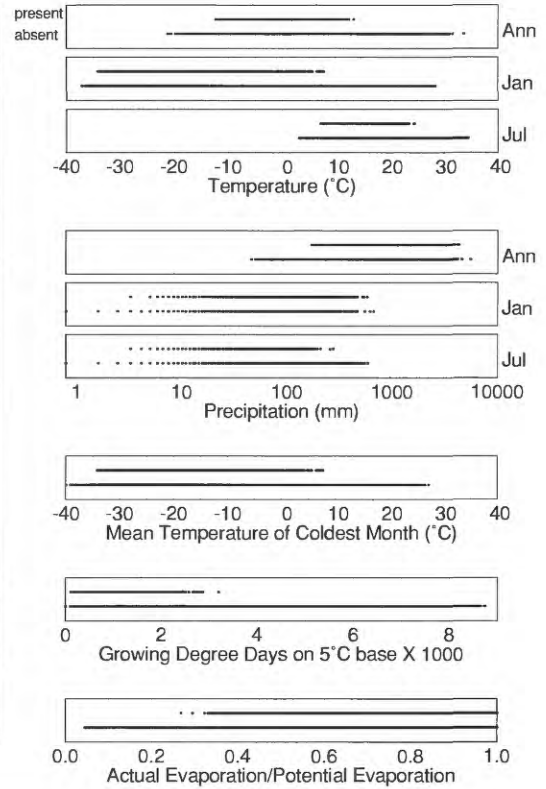 present
absent
Ann
Jan
Jul
-40 -30 -20 -10 0 10 20 30 40
Temperature (˚C)
Ann
Jan
Jul
1 10 100 1000 10000
Precipitation (mm)
-40 -30 -20 -10 0 10 20 30 40
Mean Temperature of Coldest Month (˚C)
0 2 4 6 8
Growing Degree Days on 5˚C base X 1000
0.0 0.2 0.4 0.6 0.8 1.0
Actual Evaporation/Potential Evaporation